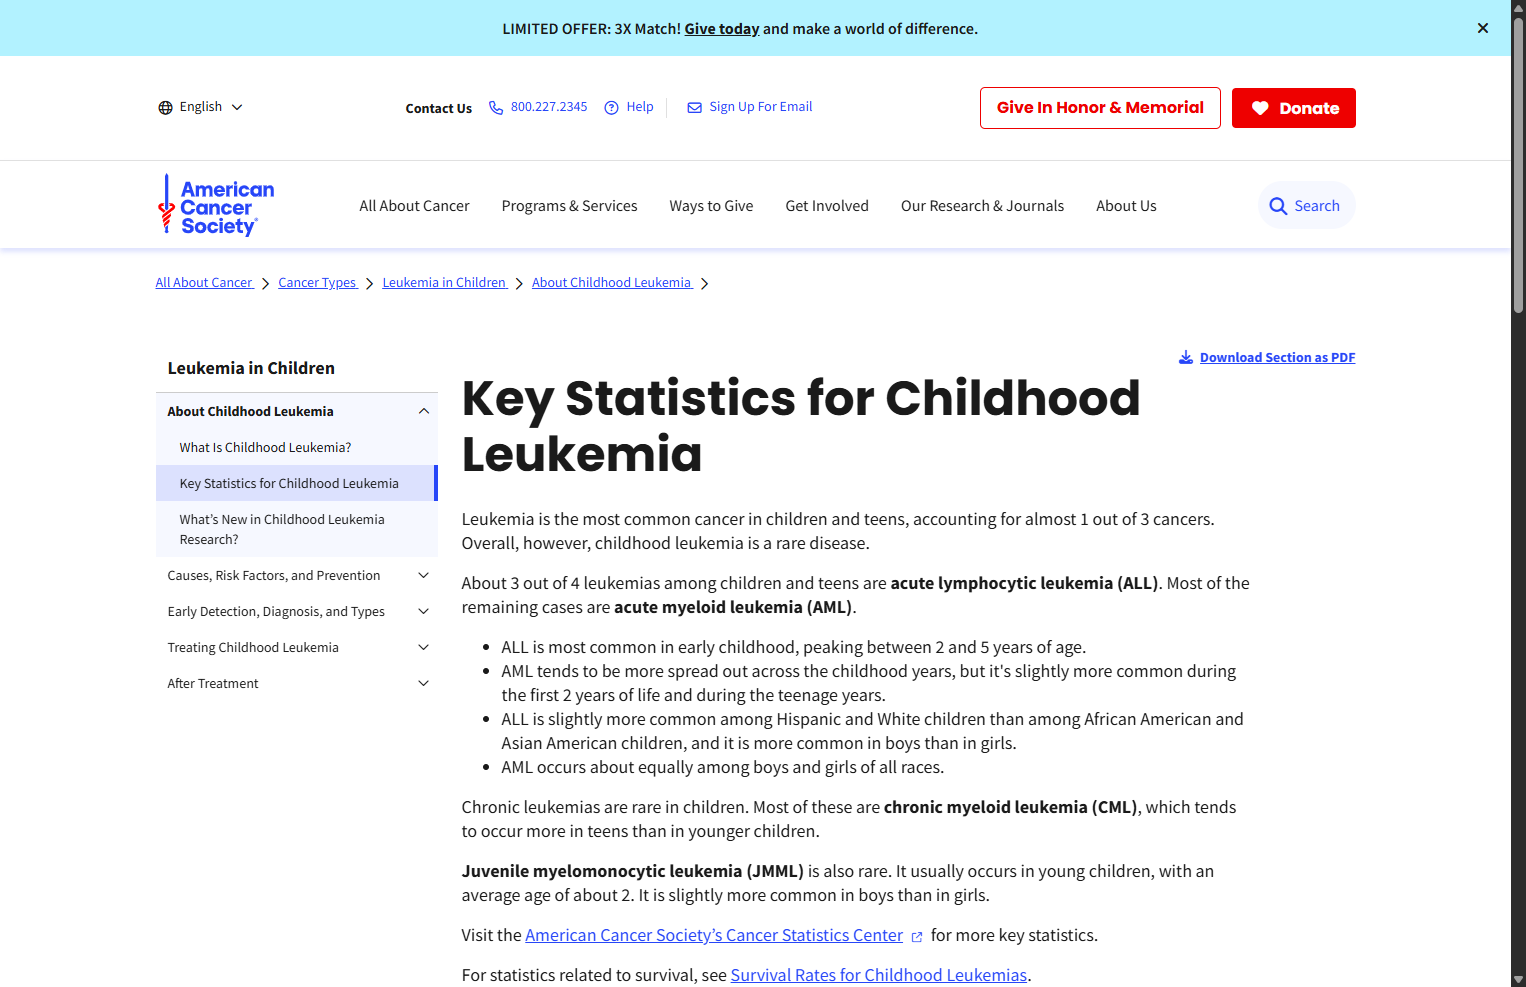 LIMITED OFFER: 3X Match! Give today and make a world of difference.
English
Contact Us
800.227.2345
Help
Sign Up For Email
Give In Honor & Memorial
Donate
American
Cancer
Society®
All About Cancer
Programs & Services
Ways to Give
Get Involved
Our Research & Journals
About Us
Search
All About Cancer
Cancer Types
Leukemia in Children
About Childhood Leukemia
Leukemia in Children
About Childhood Leukemia
What Is Childhood Leukemia?
Key Statistics for Childhood Leukemia
What’s New in Childhood Leukemia
Research?
Causes, Risk Factors, and Prevention
Early Detection, Diagnosis, and Types
Treating Childhood Leukemia
After Treatment
Download Section as PDF
Key Statistics for Childhood
Leukemia
Leukemia is the most common cancer in children and teens, accounting for almost 1 out of 3 cancers.
Overall, however, childhood leukemia is a rare disease.
About 3 out of 4 leukemias among children and teens are acute lymphocytic leukemia (ALL). Most of the
remaining cases are acute myeloid leukemia (AML).
• ALL is most common in early childhood, peaking between 2 and 5 years of age.
• AML tends to be more spread out across the childhood years, but it's slightly more common during
the first 2 years of life and during the teenage years.
• ALL is slightly more common among Hispanic and White children than among African American and
Asian American children, and it is more common in boys than in girls.
• AML occurs about equally among boys and girls of all races.
Chronic leukemias are rare in children. Most of these are chronic myeloid leukemia (CML), which tends
to occur more in teens than in younger children.
Juvenile myelomonocytic leukemia (JMML) is also rare. It usually occurs in young children, with an
average age of about 2. It is slightly more common in boys than in girls.
Visit the American Cancer Society’s Cancer Statistics Center for more key statistics.
For statistics related to survival, see Survival Rates for Childhood Leukemias.